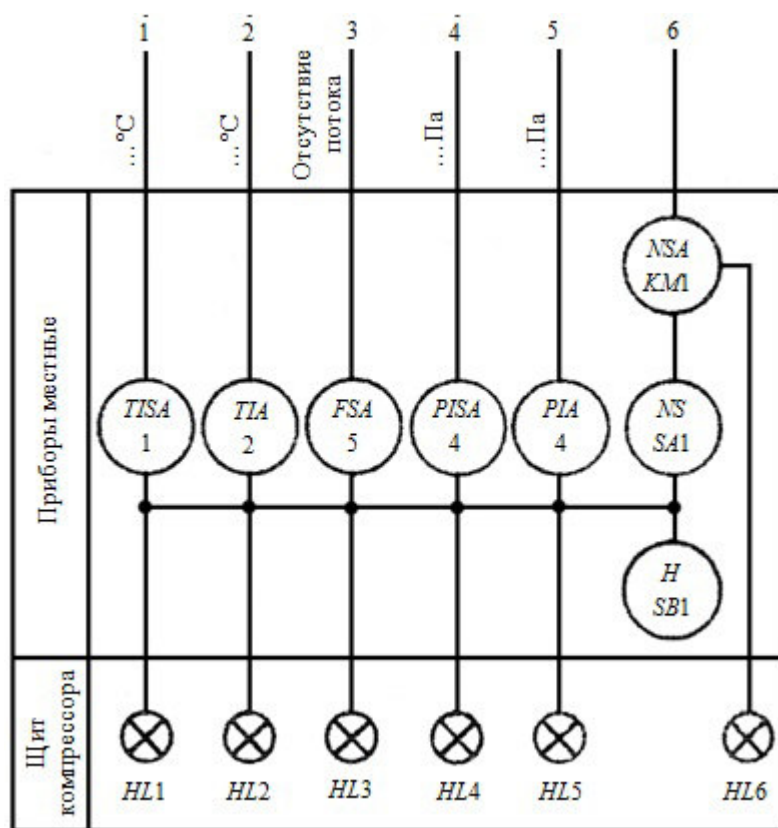 1 2 3 4 5 6
...°C
...°C
Отсутствие
потока
...Па
...Па
Приборы местные
NSA
KM1
TISA
1
TIA
2
FSA
5
PISA
4
PIA
4
NS
SA1
H
SB1
Щит
компрессора
HL1 HL2 HL3 HL4 HL5 HL6